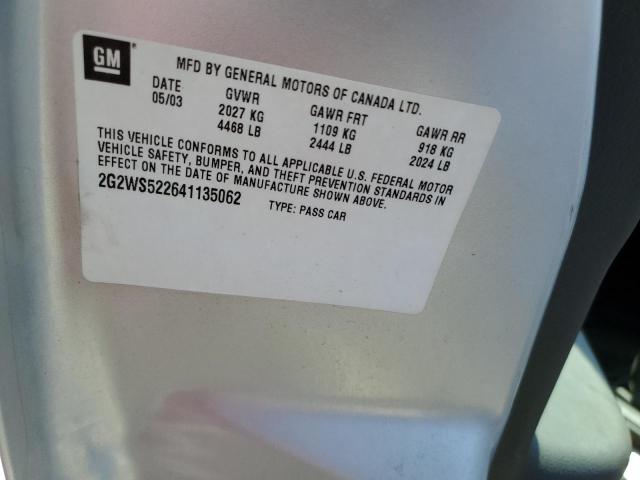 GM ®
MFD BY GENERAL MOTORS OF CANADA LTD.
DATE GVWR GAWR FRT GAWR RR
05/03 2027 KG 1109 KG 918 KG
4468 LB 2444 LB 2024 LB
THIS VEHICLE CONFORMS TO ALL APPLICABLE U.S. FEDERAL MOTOR
VEHICLE SAFETY, BUMPER, AND THEFT PREVENTION STANDARDS IN
EFFECT ON THE DATE OF MANUFACTURE SHOWN ABOVE.
2G2WS522641135062 TYPE: PASS CAR